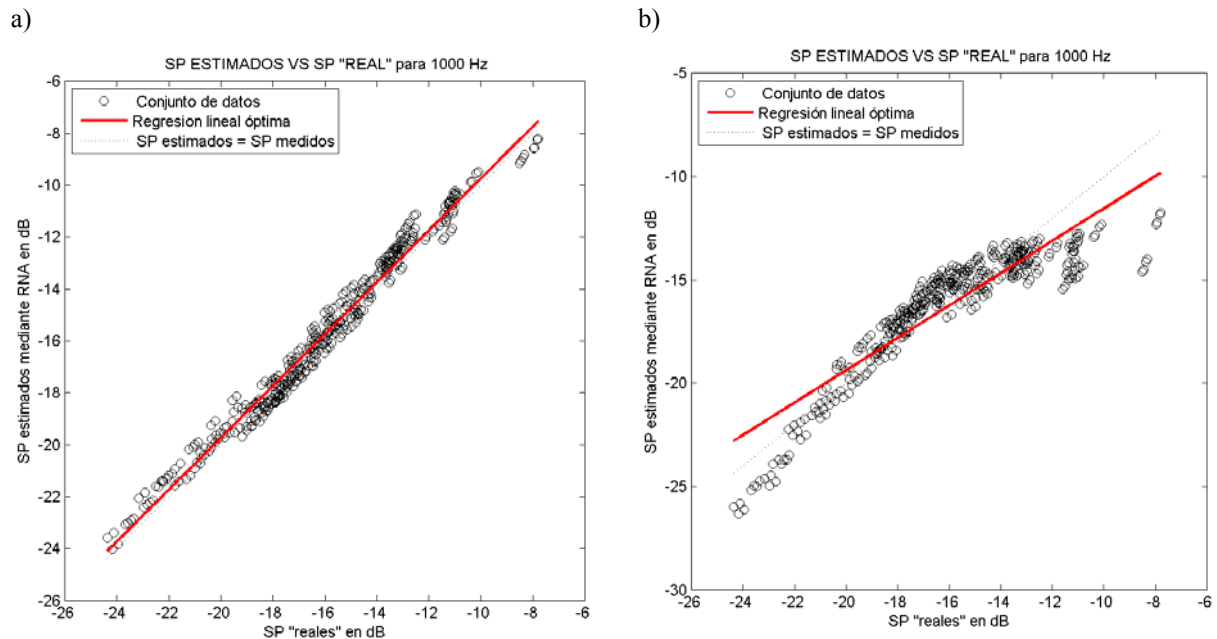 a)
SP ESTIMADOS VS SP "REAL" para 1000 Hz
Conjunto de datos
Regresion lineal óptima
SP estimados = SP medidos
SP estimados mediante RNA en dB
-6
-8
-10
-12
-14
-16
-18
-20
-22
-24
-26
-26 -24 -22 -20 -18 -16 -14 -12 -10 -8 -6
SP "reales" en dB
b)
SP ESTIMADOS VS SP "REAL" para 1000 Hz
Conjunto de datos
Regresión lineal óptima
SP estimados = SP medidos
SP estimados mediante RNA en dB
-5
-10
-15
-20
-25
-30
-26 -24 -22 -20 -18 -16 -14 -12 -10 -8 -6
SP "reales" en dB